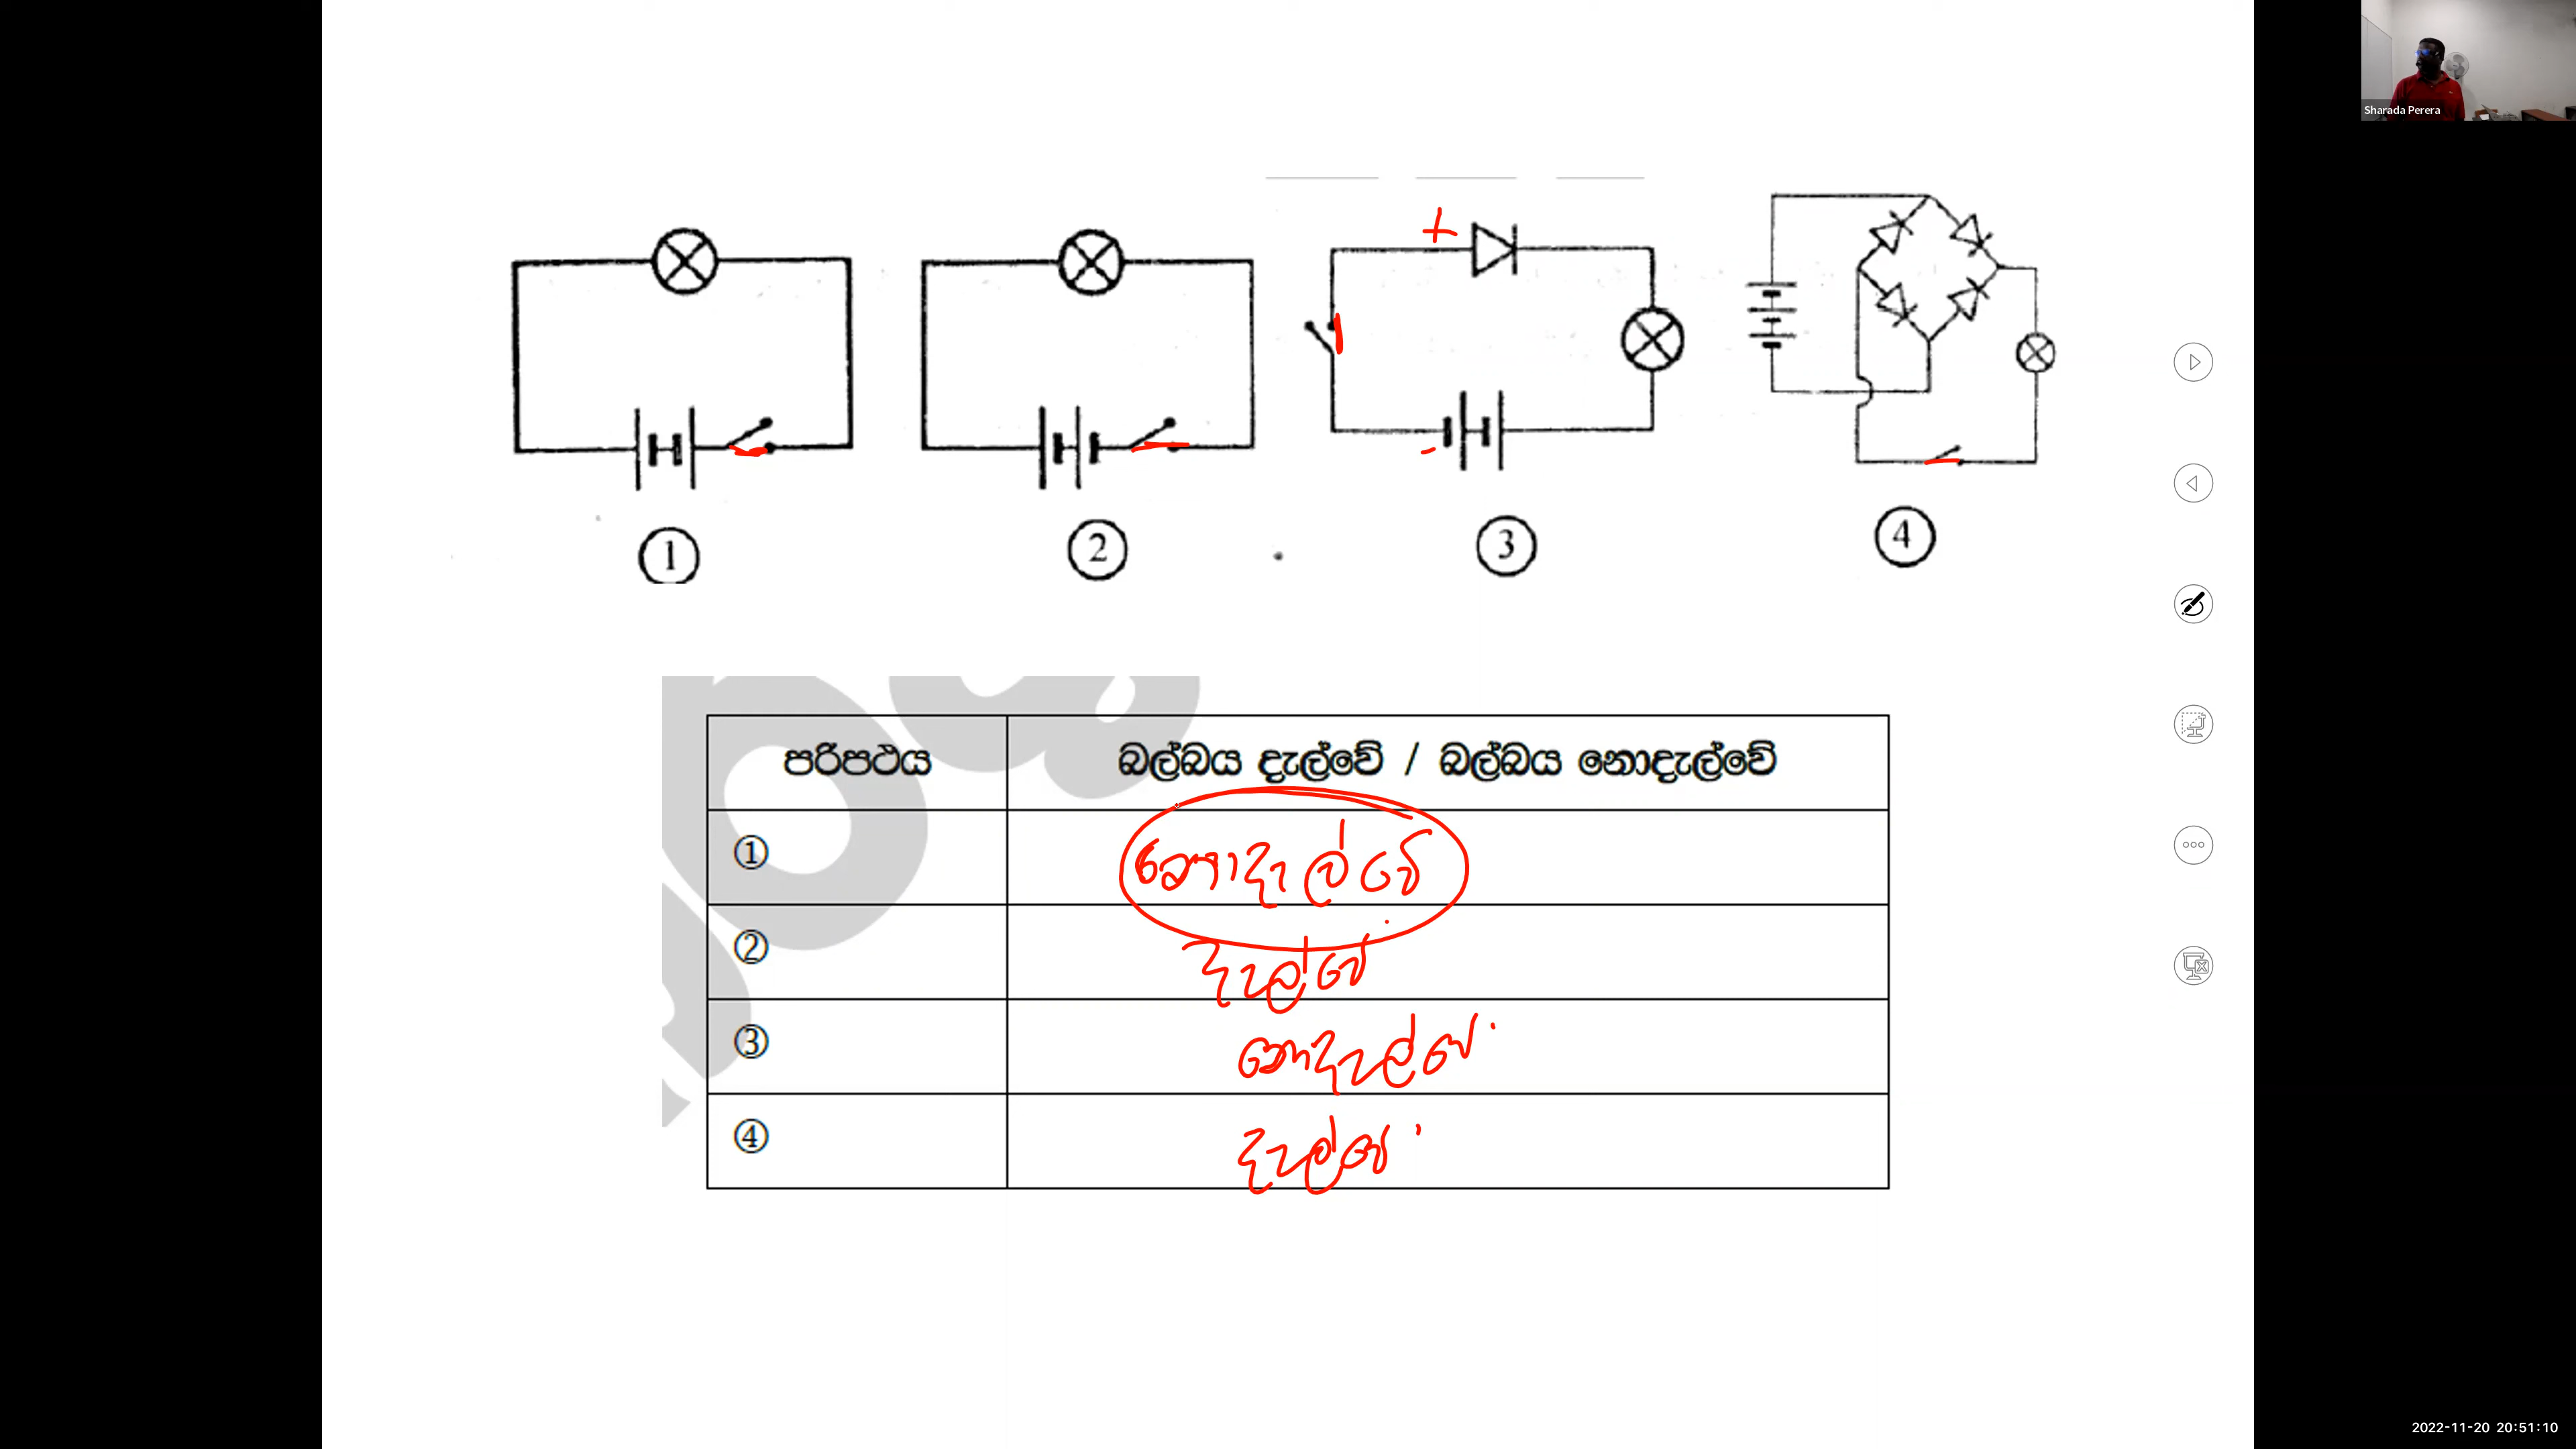 Sharada Perera
+
-
① ② ③ ④
පරිපථය බල්බය දැල්වේ / බල්බය නොදැල්වේ
① නොදැල්වේ
② දැල්වේ
③ නොදැල්වේ
④ දැල්වේ
2022-11-20 20:51:10